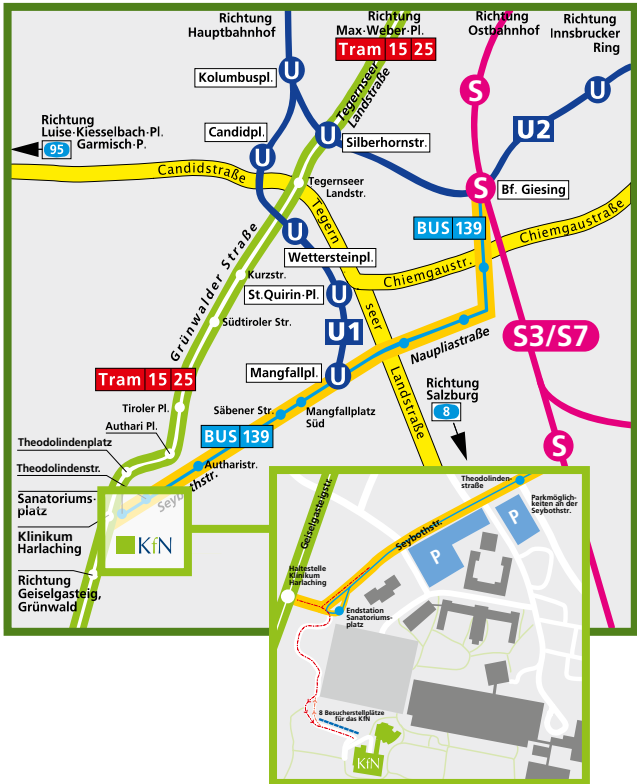 Richtung
Hauptbahnhof
Richtung
Max-Weber-Pl.
Tram 15 25
Richtung
Ostbahnhof
Richtung
Innsbrucker
Ring
U
Kolumbuspl.
Tegernseer
Landstraße
S
U
Richtung
Luise-Kiesselbach-Pl.
95 Garmisch-P.
Candidpl.
U
Silberhornstr.
U2
U
Candidstraße
Tegernseer
Landstr.
S
Bf. Giesing
Tegern
seer
Landstraße
BUS 139
Chiemgaustraße
Chiemgaustr.
U
Wettersteinpl.
Grünwalder Straße
Kurzstr.
St.Quirin-Pl.
U
Südtiroler Str.
U1
S3/S7
Naupliastraße
Mangfallpl.
U
Tram 15 25
Richtung
Salzburg
8
Tiroler Pl.
Säbener Str.
Mangfallplatz
Süd
Authari Pl.
BUS 139
Theodolindenplatz
S
Autharistr.
Theodolindenstr.
Seybothstr.
Sanatoriums-
platz
Klinikum
Harlaching
KfN
Richtung
Geiselgasteig,
Grünwald
Theodolinden-
straße
Geiselgasteigstr.
Parkmöglich-
keiten an der
Seybothstr.
P
Seybothstr.
P
Haltestelle
Klinikum
Harlaching
Endstation
Sanatoriums-
platz
8 Besucherstellplätze
für das KfN
KfN